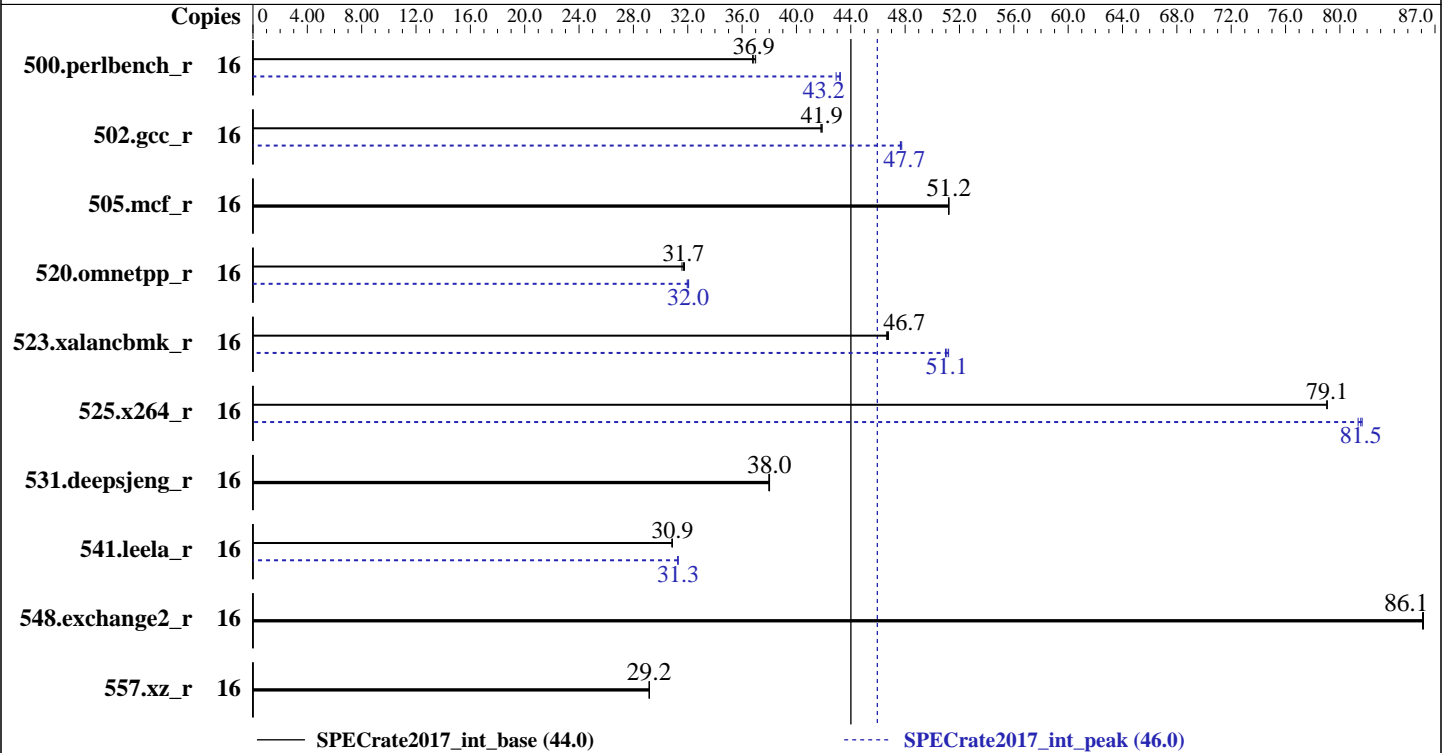 Copies 0 4.00 8.00 12.0 16.0 20.0 24.0 28.0 32.0 36.0 40.0 44.0 48.0 52.0 56.0 60.0 64.0 68.0 72.0 76.0 80.0 87.0
36.9
500.perlbench_r 16
43.2
41.9
502.gcc_r 16
47.7
51.2
505.mcf_r 16
31.7
520.omnetpp_r 16
32.0
46.7
523.xalancbmk_r 16
51.1
79.1
525.x264_r 16
81.5
38.0
531.deepsjeng_r 16
30.9
541.leela_r 16
31.3
86.1
548.exchange2_r 16
29.2
557.xz_r 16
SPECrate2017_int_base (44.0) SPECrate2017_int_peak (46.0)